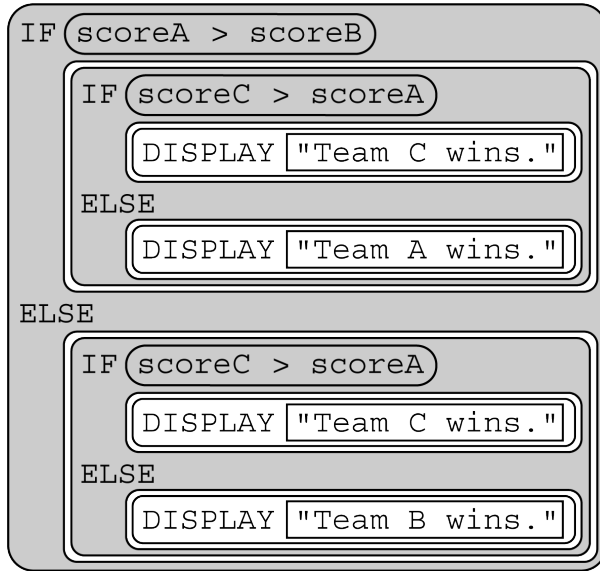 IF scoreA > scoreB
IF scoreC > scoreA
DISPLAY "Team C wins."
ELSE
DISPLAY "Team A wins."
ELSE
IF scoreC > scoreA
DISPLAY "Team C wins."
ELSE
DISPLAY "Team B wins."